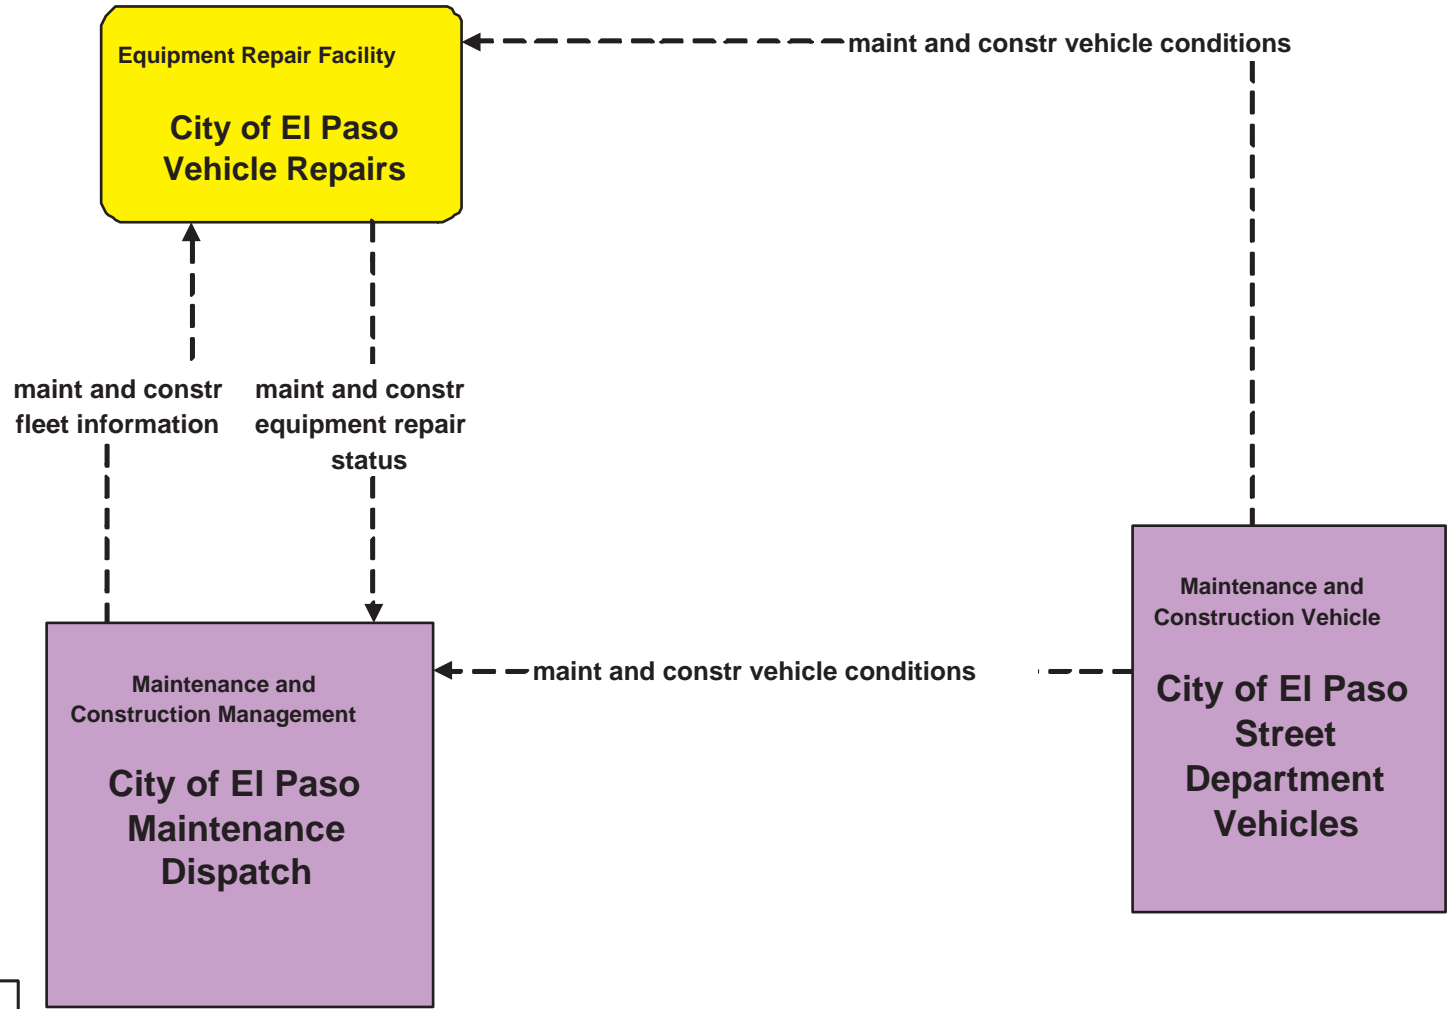 Equipment Repair Facility
City of El Paso
Vehicle Repairs
maint and constr vehicle conditions
maint and constr
fleet information
maint and constr
equipment repair
status
Maintenance and
Construction Management
City of El Paso
Maintenance
Dispatch
maint and constr vehicle conditions
Maintenance and
Construction Vehicle
City of El Paso
Street
Department
Vehicles